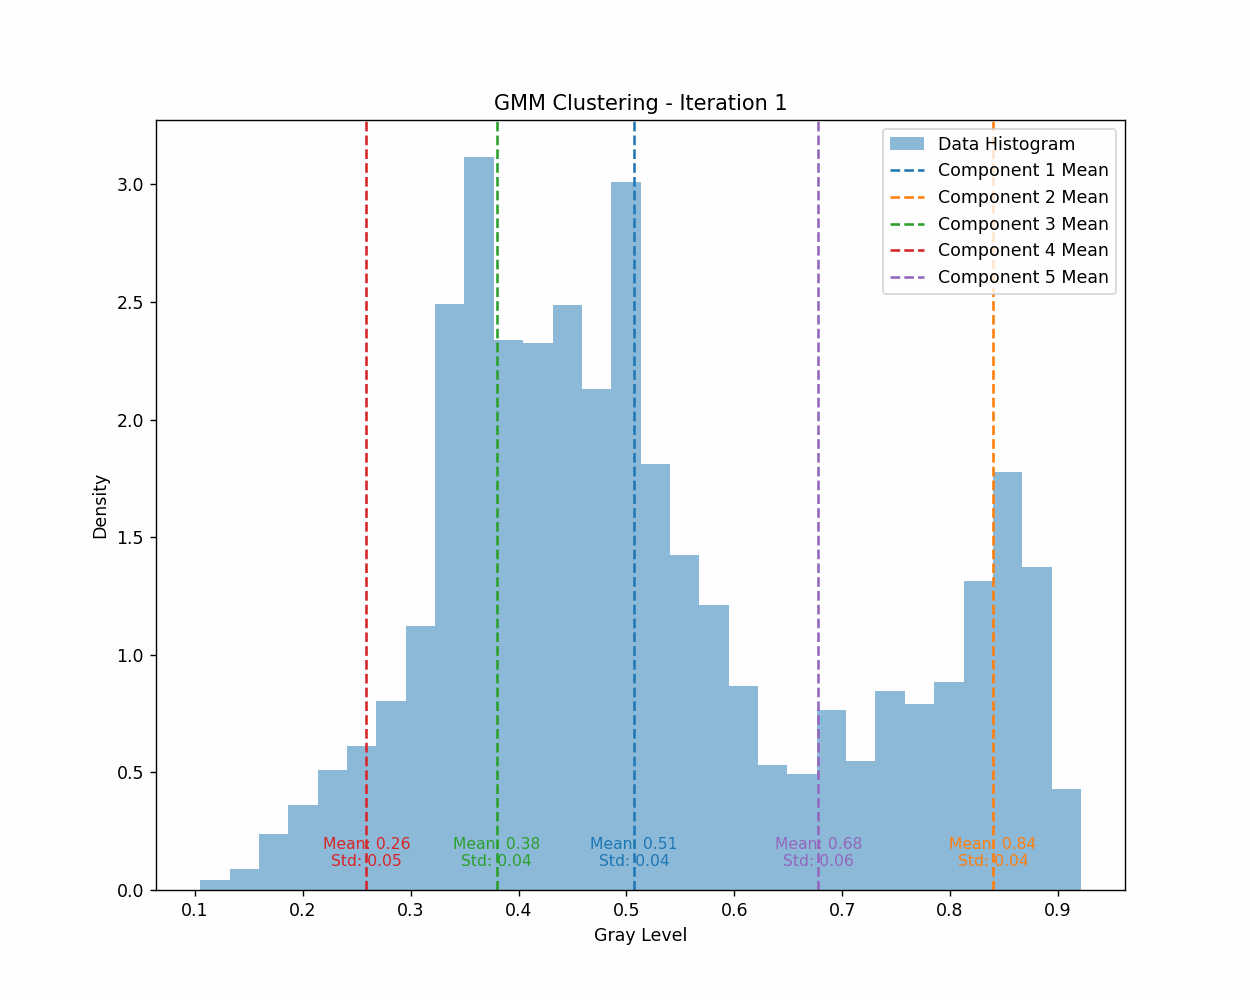 GMM Clustering - Iteration 1
Data Histogram
Component 1 Mean
Component 2 Mean
Component 3 Mean
Component 4 Mean
Component 5 Mean
3.0
2.5
2.0
1.5
1.0
0.5
0.0
Density
Mean: 0.26
Std: 0.05
Mean: 0.38
Std: 0.04
Mean: 0.51
Std: 0.04
Mean: 0.68
Std: 0.06
Mean: 0.84
Std: 0.04
0.1 0.2 0.3 0.4 0.5 0.6 0.7 0.8 0.9
Gray Level